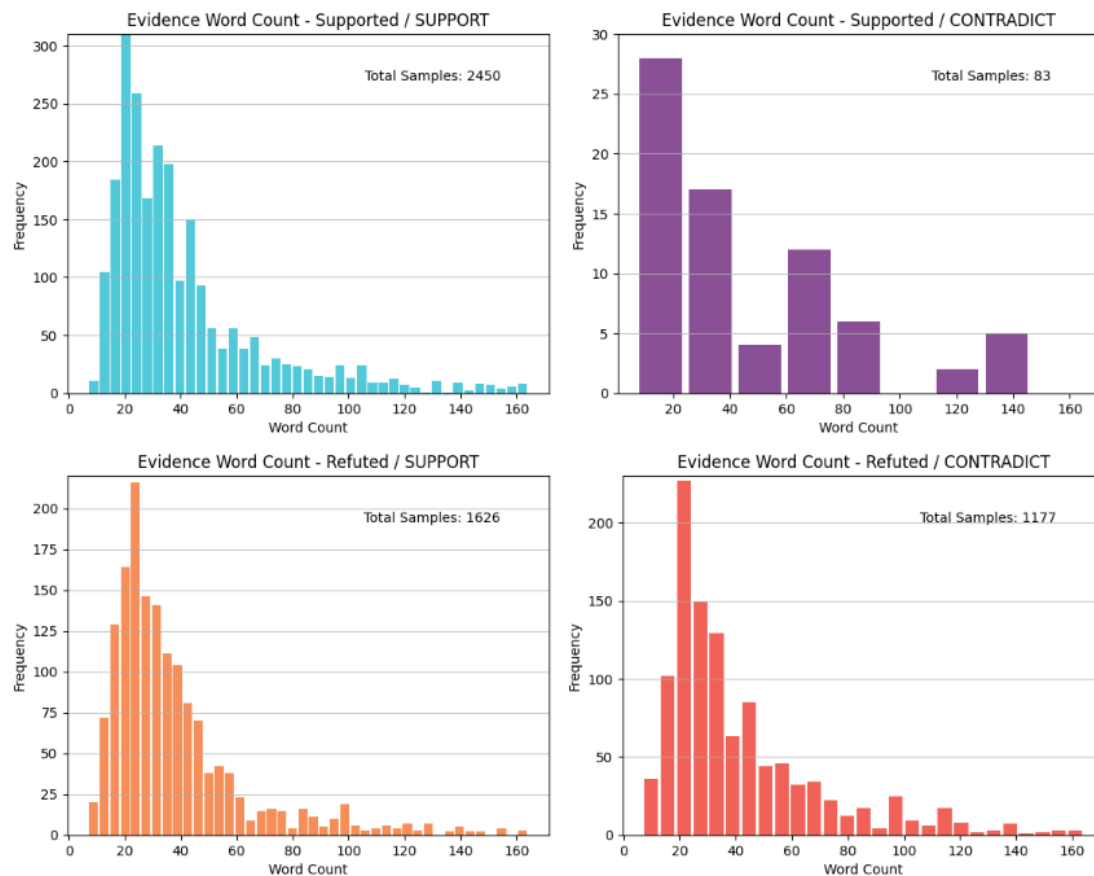 Evidence Word Count - Supported / SUPPORT
Total Samples: 2450
Frequency
300
250
200
150
100
50
0
0 20 40 60 80 100 120 140 160
Word Count
Evidence Word Count - Supported / CONTRADICT
Total Samples: 83
Frequency
30
25
20
15
10
5
0
20 40 60 80 100 120 140 160
Word Count
Evidence Word Count - Refuted / SUPPORT
Total Samples: 1626
Frequency
200
175
150
125
100
75
50
25
0
0 20 40 60 80 100 120 140 160
Word Count
Evidence Word Count - Refuted / CONTRADICT
Total Samples: 1177
Frequency
200
150
100
50
0
0 20 40 60 80 100 120 140 160
Word Count